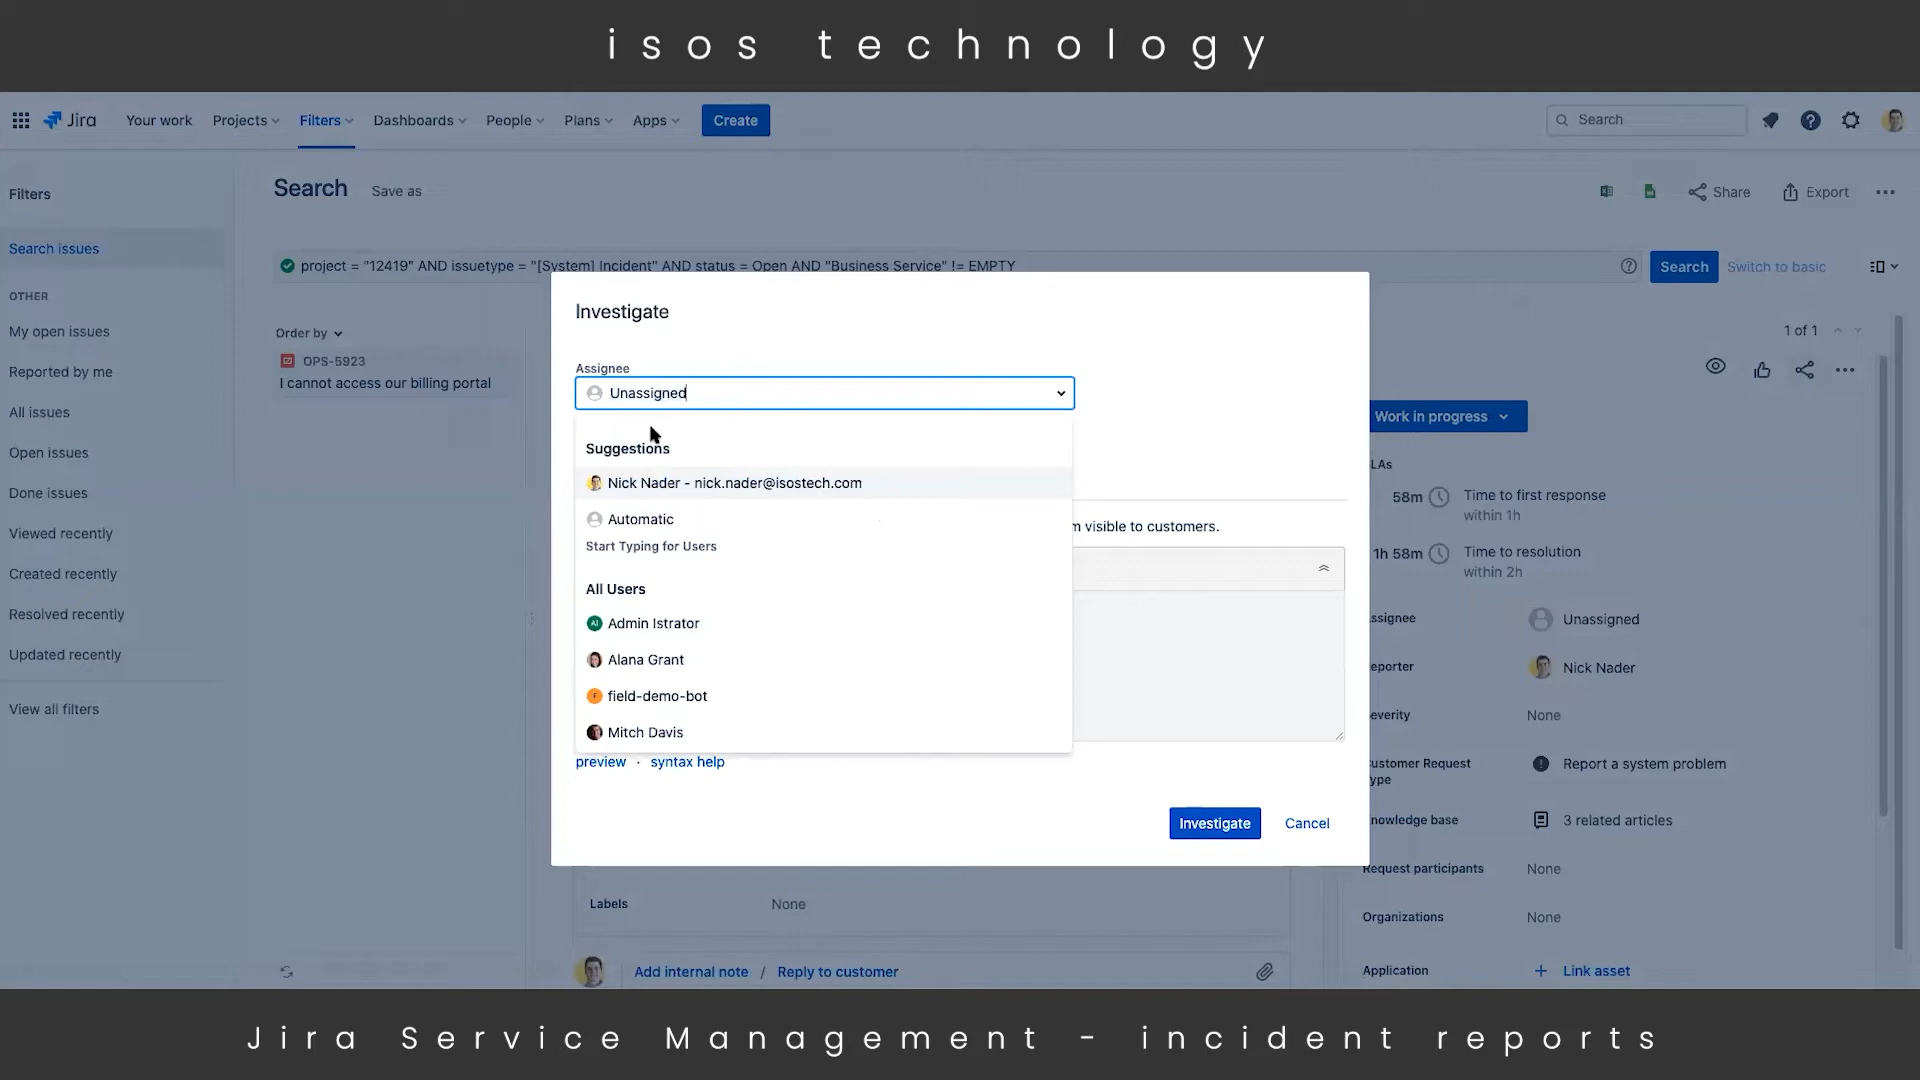 isos technology
Jira
Your work
Projects
Filters
Dashboards
People
Plans
Apps
Create
Search
Filters
Search issues
OTHER
My open issues
Reported by me
All issues
Open issues
Done issues
Viewed recently
Created recently
Resolved recently
Updated recently
View all filters
Search
Save as
Share
Export
project = "12419" AND issuetype = "[System] Incident" AND status = Open AND "Business Service" != EMPTY
Search
Switch to basic
Order by
OPS-5923
I cannot access our billing portal
1 of 1
Investigate
Assignee
Unassigned
Suggestions
Nick Nader - nick.nader@isostech.com
Automatic
Start Typing for Users
All Users
AI Admin Istrator
Alana Grant
F field-demo-bot
Mitch Davis
m visible to customers.
preview · syntax help
Investigate
Cancel
Labels
None
Add internal note / Reply to customer
Work in progress
LAs
58m
Time to first response
within 1h
1h 58m
Time to resolution
within 2h
ssignee
Unassigned
eporter
Nick Nader
everity
None
ustomer Request
ype
Report a system problem
nowledge base
3 related articles
Request participants
None
Organizations
None
Application
+ Link asset
Jira Service Management - incident reports